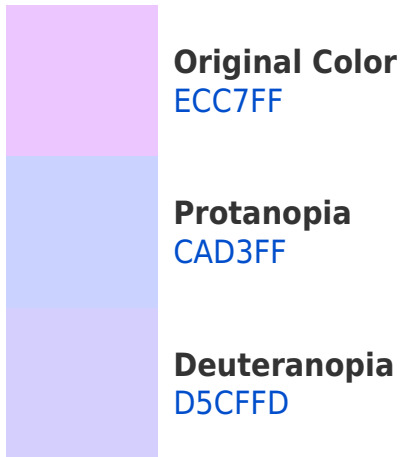 Original Color
ECC7FF
Protanopia
CAD3FF
Deuteranopia
D5CFFD